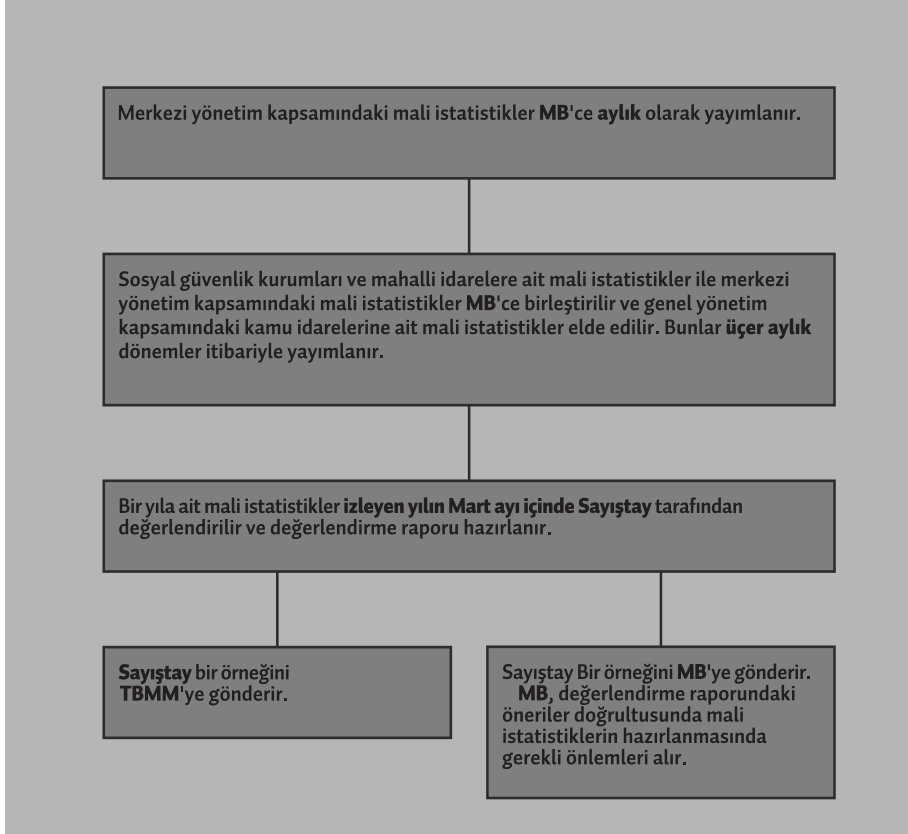 Merkezi yönetim kapsamındaki mali istatistikler MB'ce aylık olarak yayımlanır.
Sosyal güvenlik kurumları ve mahalli idarelere ait mali istatistikler ile merkezi
yönetim kapsamındaki mali istatistikler MB'ce birleştirilir ve genel yönetim
kapsamındaki kamu idarelerine ait mali istatistikler elde edilir. Bunlar üçer aylık
dönemler itibariyle yayımlanır.
Bir yıla ait mali istatistikler izleyen yılın Mart ayı içinde Sayıştay tarafından
değerlendirilir ve değerlendirme raporu hazırlanır.
Sayıştay bir örneğini
TBMM'ye gönderir.
Sayıştay Bir örneğini MB'ye gönderir.
MB, değerlendirme raporundaki
öneriler doğrultusunda mali
istatistiklerin hazırlanmasında
gerekli önlemleri alır.